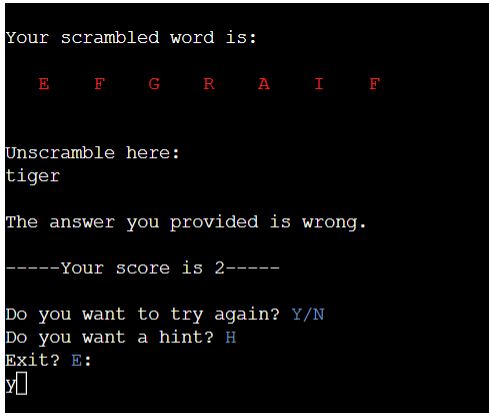 Your scrambled word is:
E F G R A I F
Unscramble here:
tiger
The answer you provided is wrong.
-----Your score is 2-----
Do you want to try again? Y/N
Do you want a hint? H
Exit? E:
y